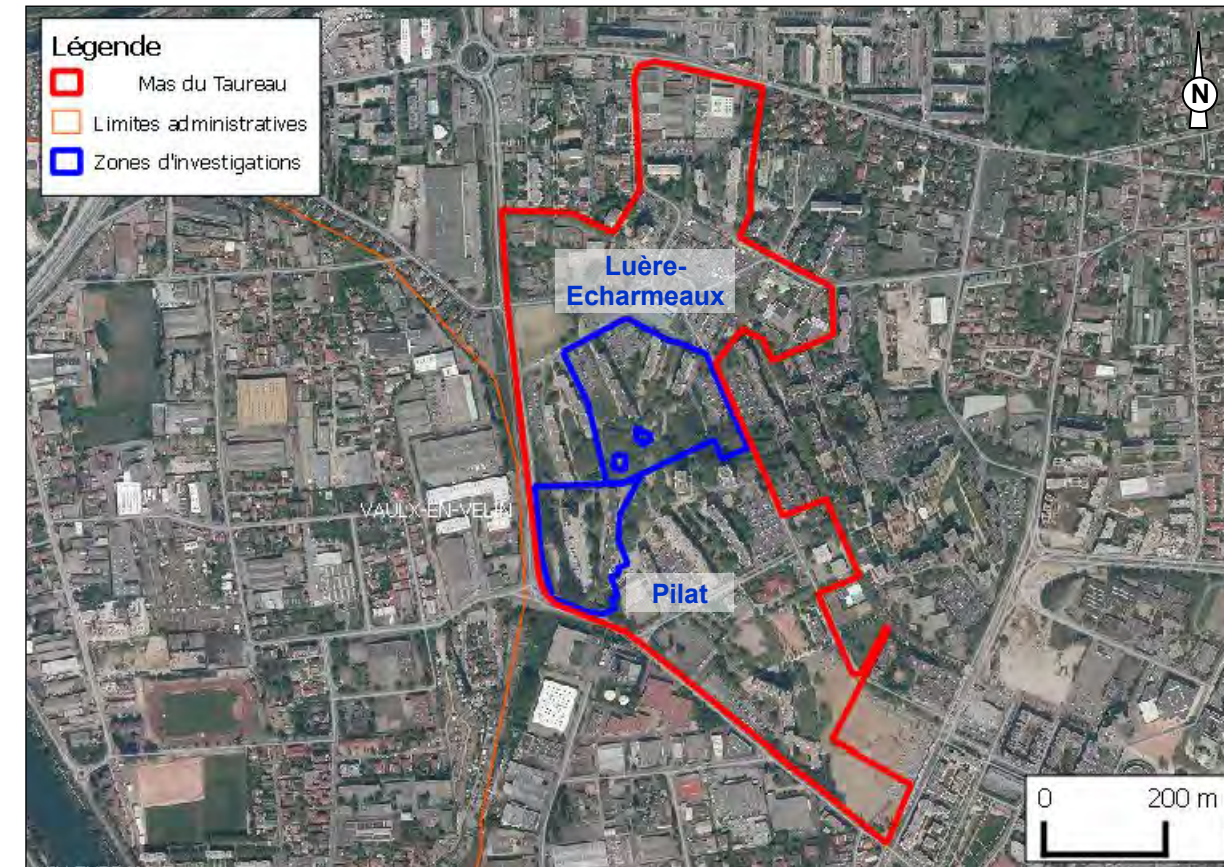 Légende
Mas du Taureau
Limites administratives
Zones d'investigations
N
Luère-
Echarmeaux
VAULX-EN-VELIN
Pilat
0 200 m